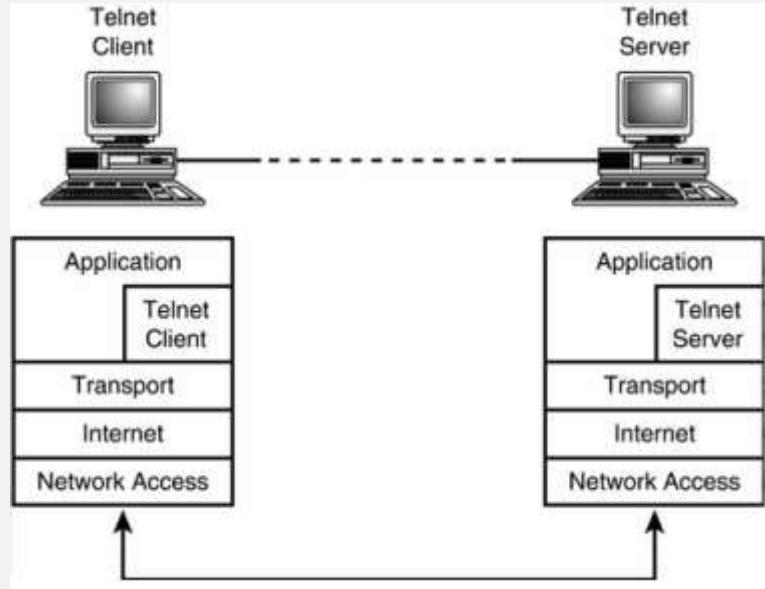 Telnet
Client
Telnet
Server
Application
Telnet
Client
Transport
Internet
Network Access
Application
Telnet
Server
Transport
Internet
Network Access